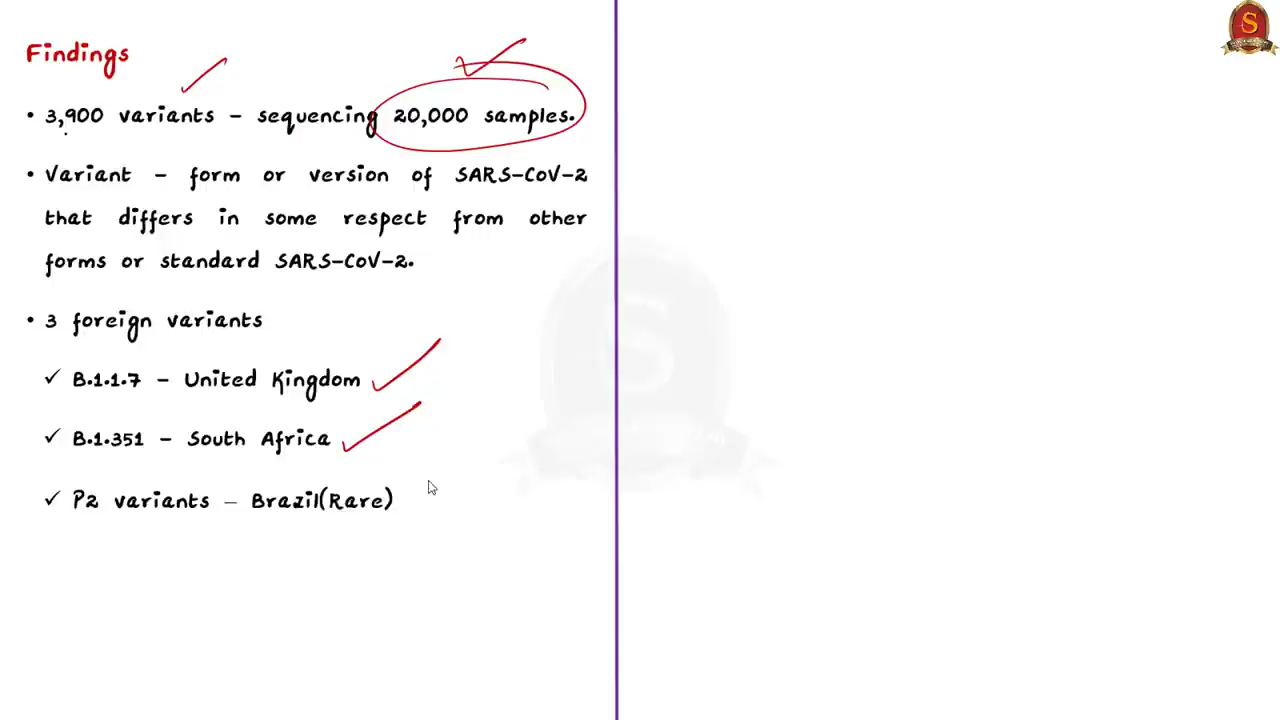 Findings
• 3,900 variants – sequencing 20,000 samples.
• Variant – form or version of SARS-CoV-2
that differs in some respect from other
forms or standard SARS-CoV-2.
• 3 foreign variants
✓ B.1.1.7 – United Kingdom
✓ B.1.351 – South Africa
✓ P2 variants – Brazil(Rare)
S